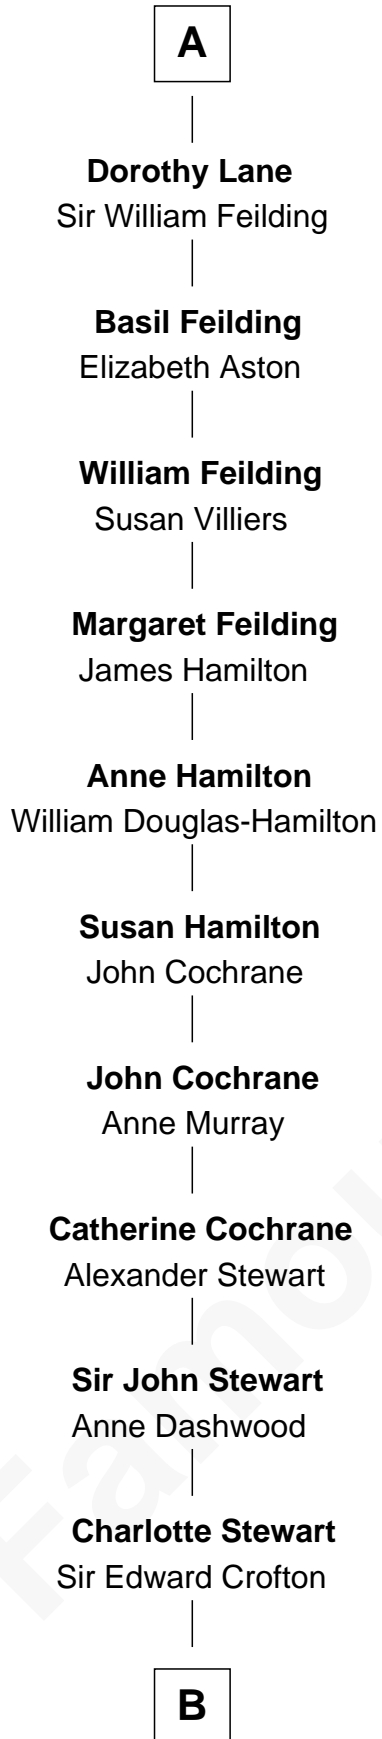 A
Dorothy Lane
Sir William Feilding
Basil Feilding
Elizabeth Aston
William Feilding
Susan Villiers
Margaret Feilding
James Hamilton
Anne Hamilton
William Douglas-Hamilton
Susan Hamilton
John Cochrane
John Cochrane
Anne Murray
Catherine Cochrane
Alexander Stewart
Sir John Stewart
Anne Dashwood
Charlotte Stewart
Sir Edward Crofton
B
Famou